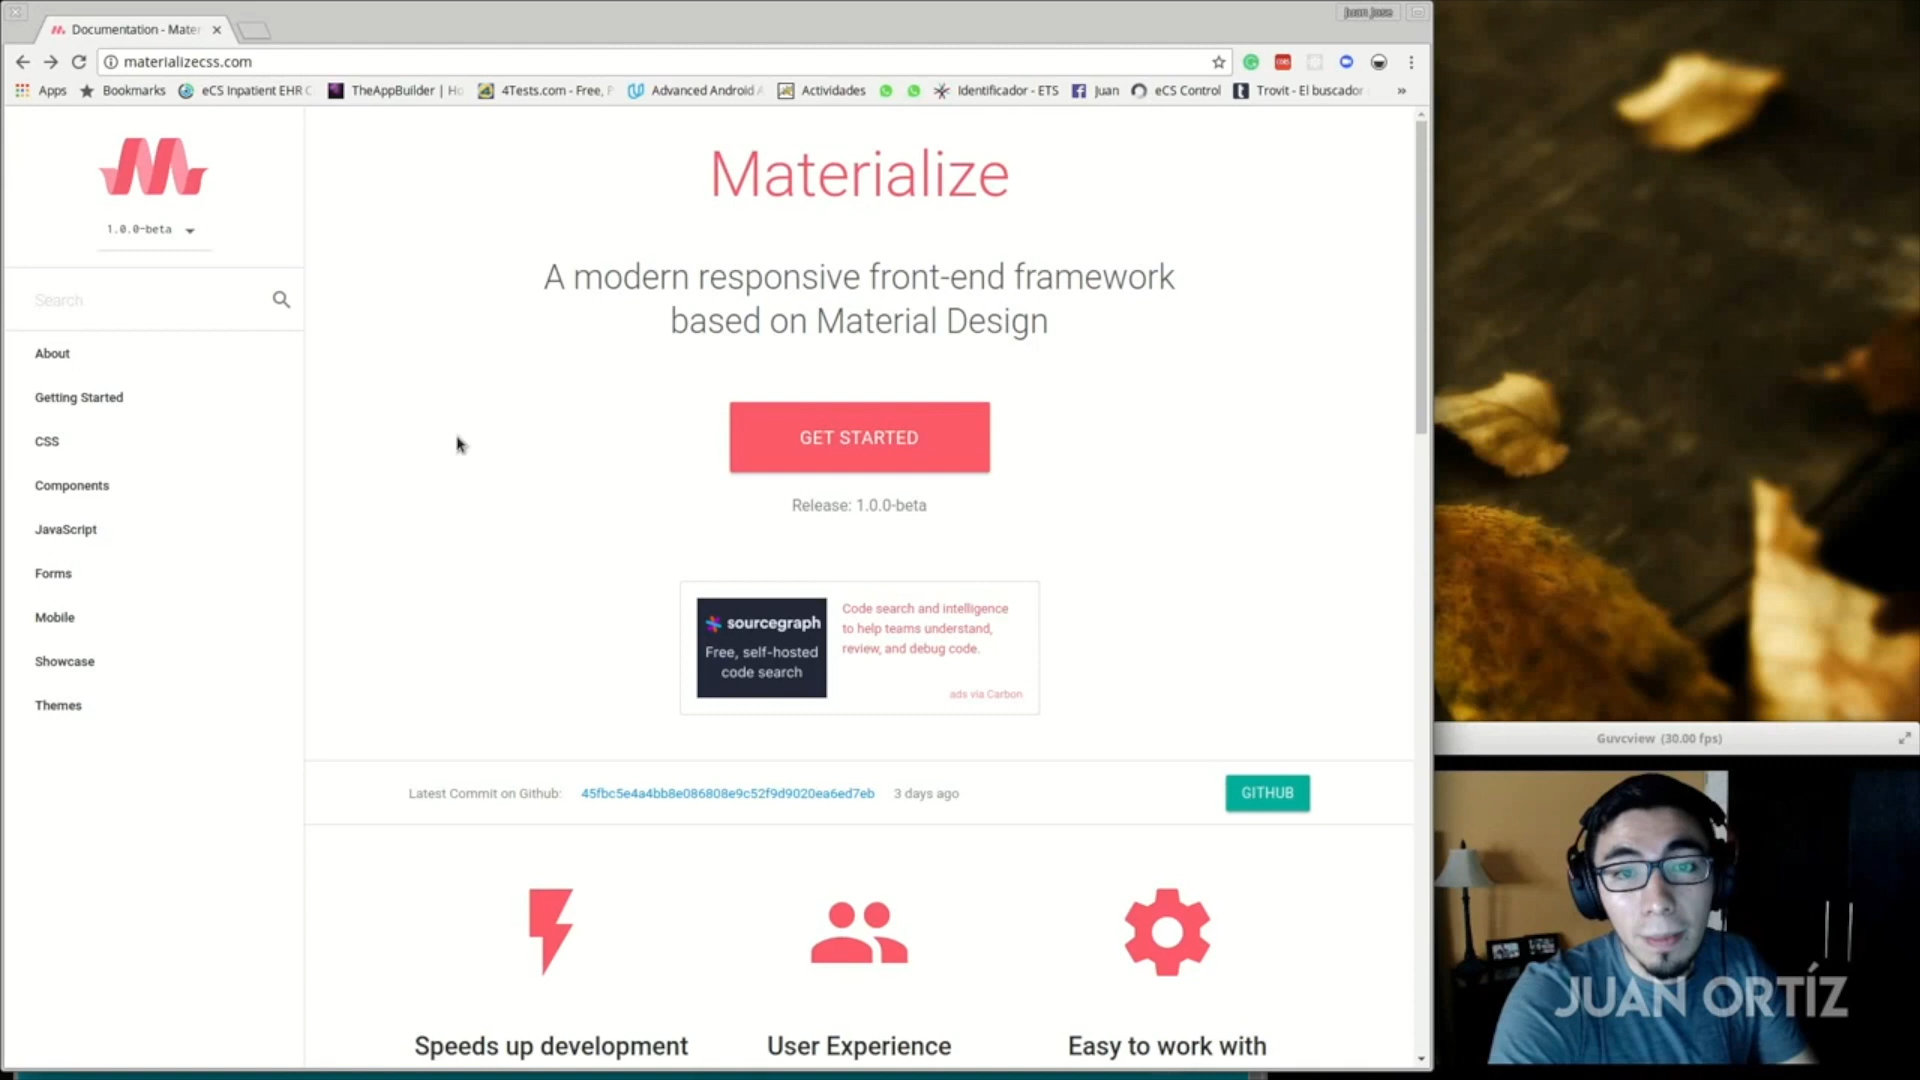 Juan Jose
Documentation - Mater
materializecss.com
Apps
Bookmarks
eCS Inpatient EHR C
TheAppBuilder | Ho
4Tests.com - Free, P
Advanced Android A
Actividades
Identificador - ETS
Juan
eCS Control
Trovit - El buscador
»
1.0.0-beta
Search
About
Getting Started
CSS
Components
JavaScript
Forms
Mobile
Showcase
Themes
Materialize
A modern responsive front-end framework
based on Material Design
GET STARTED
Release: 1.0.0-beta
sourcegraph
Free, self-hosted
code search
Code search and intelligence
to help teams understand,
review, and debug code.
ads via Carbon
Latest Commit on Github: 45fbc5e4a4bb8e086808e9c52f9d9020ea6ed7eb 3 days ago
GITHUB
Speeds up development
User Experience
Easy to work with
Guvcview (30.00 fps)
JUAN ORTÍZ